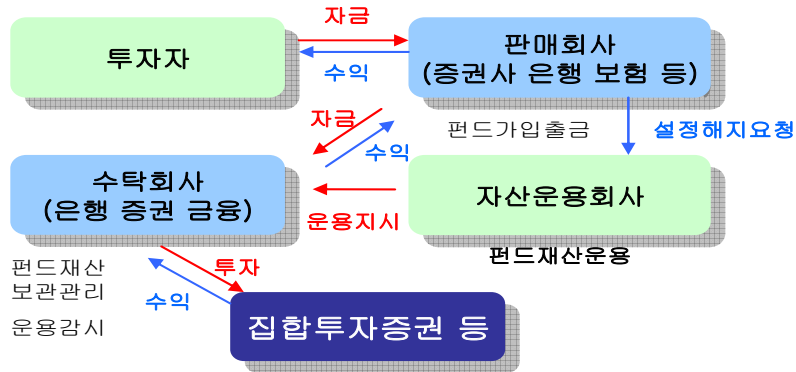 자금
투자자
판매회사
(증권사 은행 보험 등)
수익
자금
펀드가입출금
설정해지요청
수익
수탁회사
(은행 증권 금융)
자산운용회사
운용지시
펀드재산운용
펀드재산
보관관리
투자
수익
운용감시
집합투자증권 등